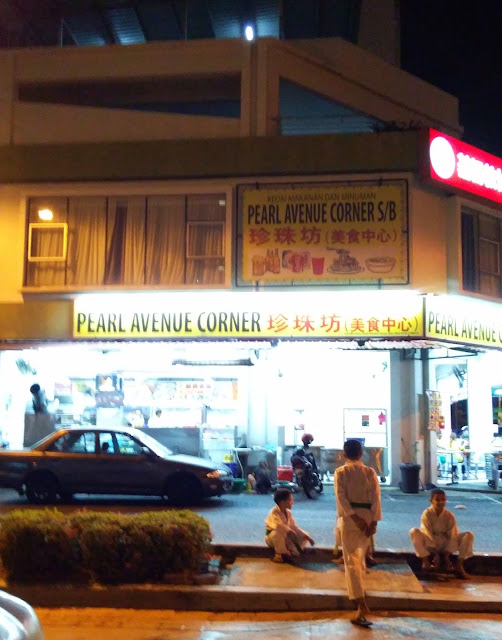 KEDAI MAKANAN DAN MINUMAN
PEARL AVENUE CORNER S/B
珍珠坊(美食中心)
PEARL AVENUE CORNER 珍珠坊(美食中心)
PEARL AVENUE CORNER